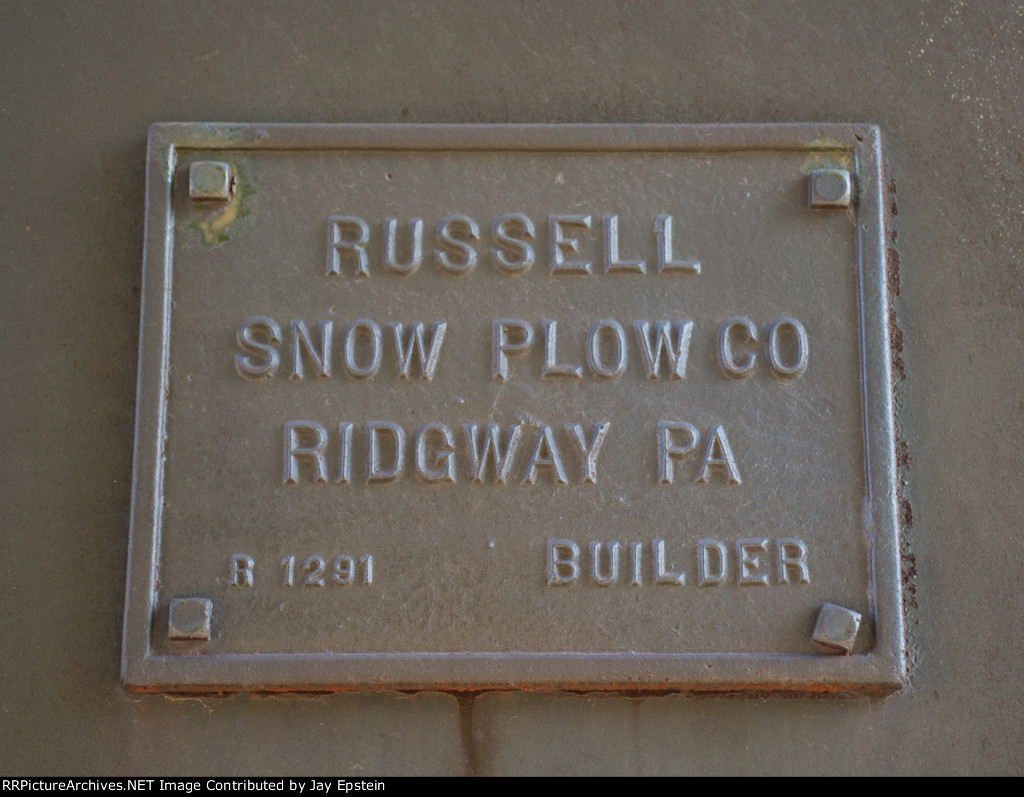 RUSSELL
SNOW PLOW CO
RIDGWAY PA
R 1291 BUILDER
RRPictureArchives.NET Image Contributed by Jay Epstein